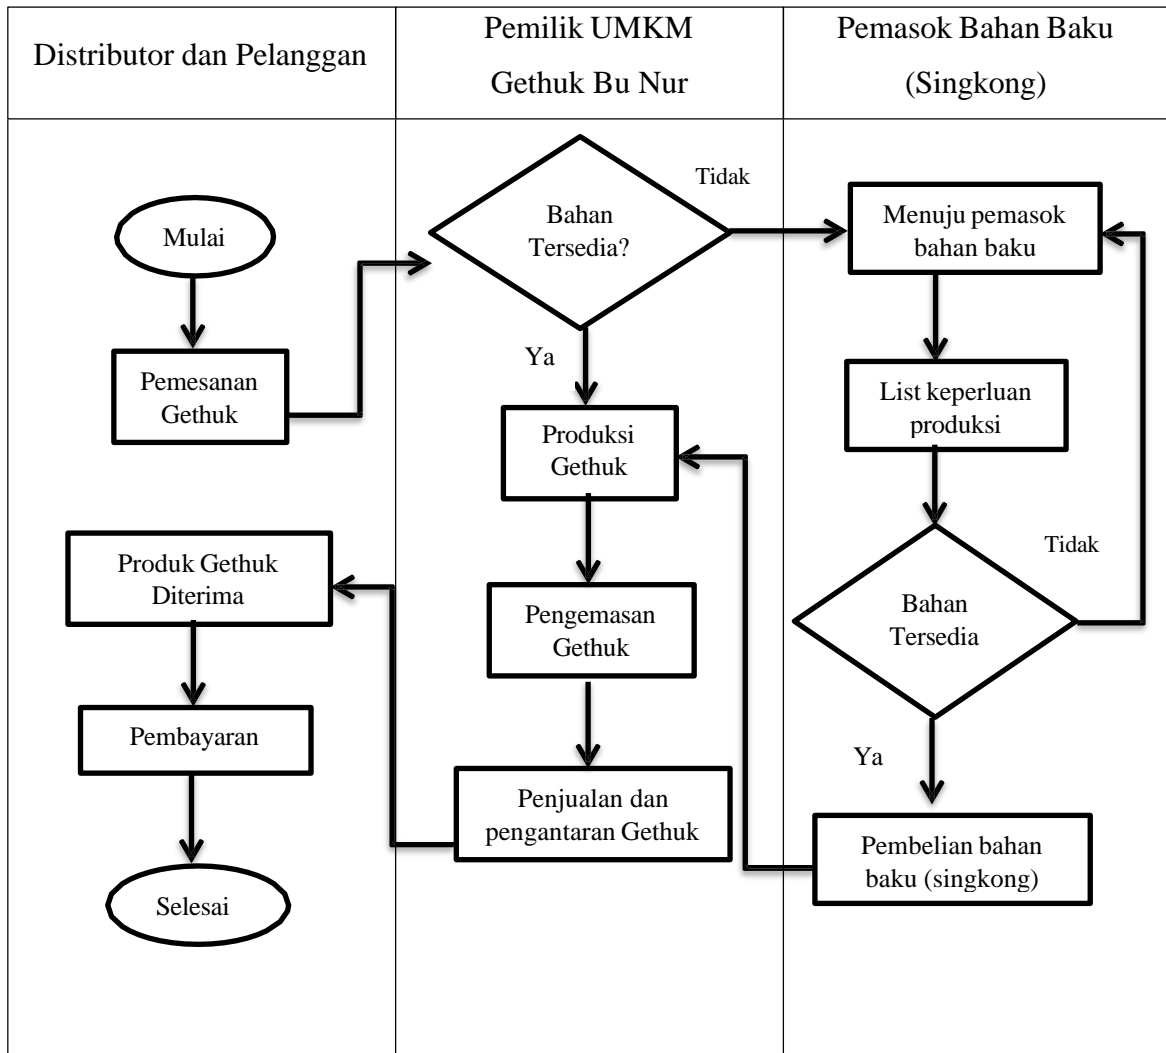 Distributor dan Pelanggan
Pemilik UMKM
Gethuk Bu Nur
Pemasok Bahan Baku
(Singkong)
Mulai
Pemesanan
Gethuk
Produk Gethuk
Diterima
Pembayaran
Selesai
Bahan
Tersedia?
Tidak
Ya
Produksi
Gethuk
Pengemasan
Gethuk
Penjualan dan
pengantaran Gethuk
Menuju pemasok
bahan baku
List keperluan
produksi
Bahan
Tersedia
Tidak
Ya
Pembelian bahan
baku (singkong)